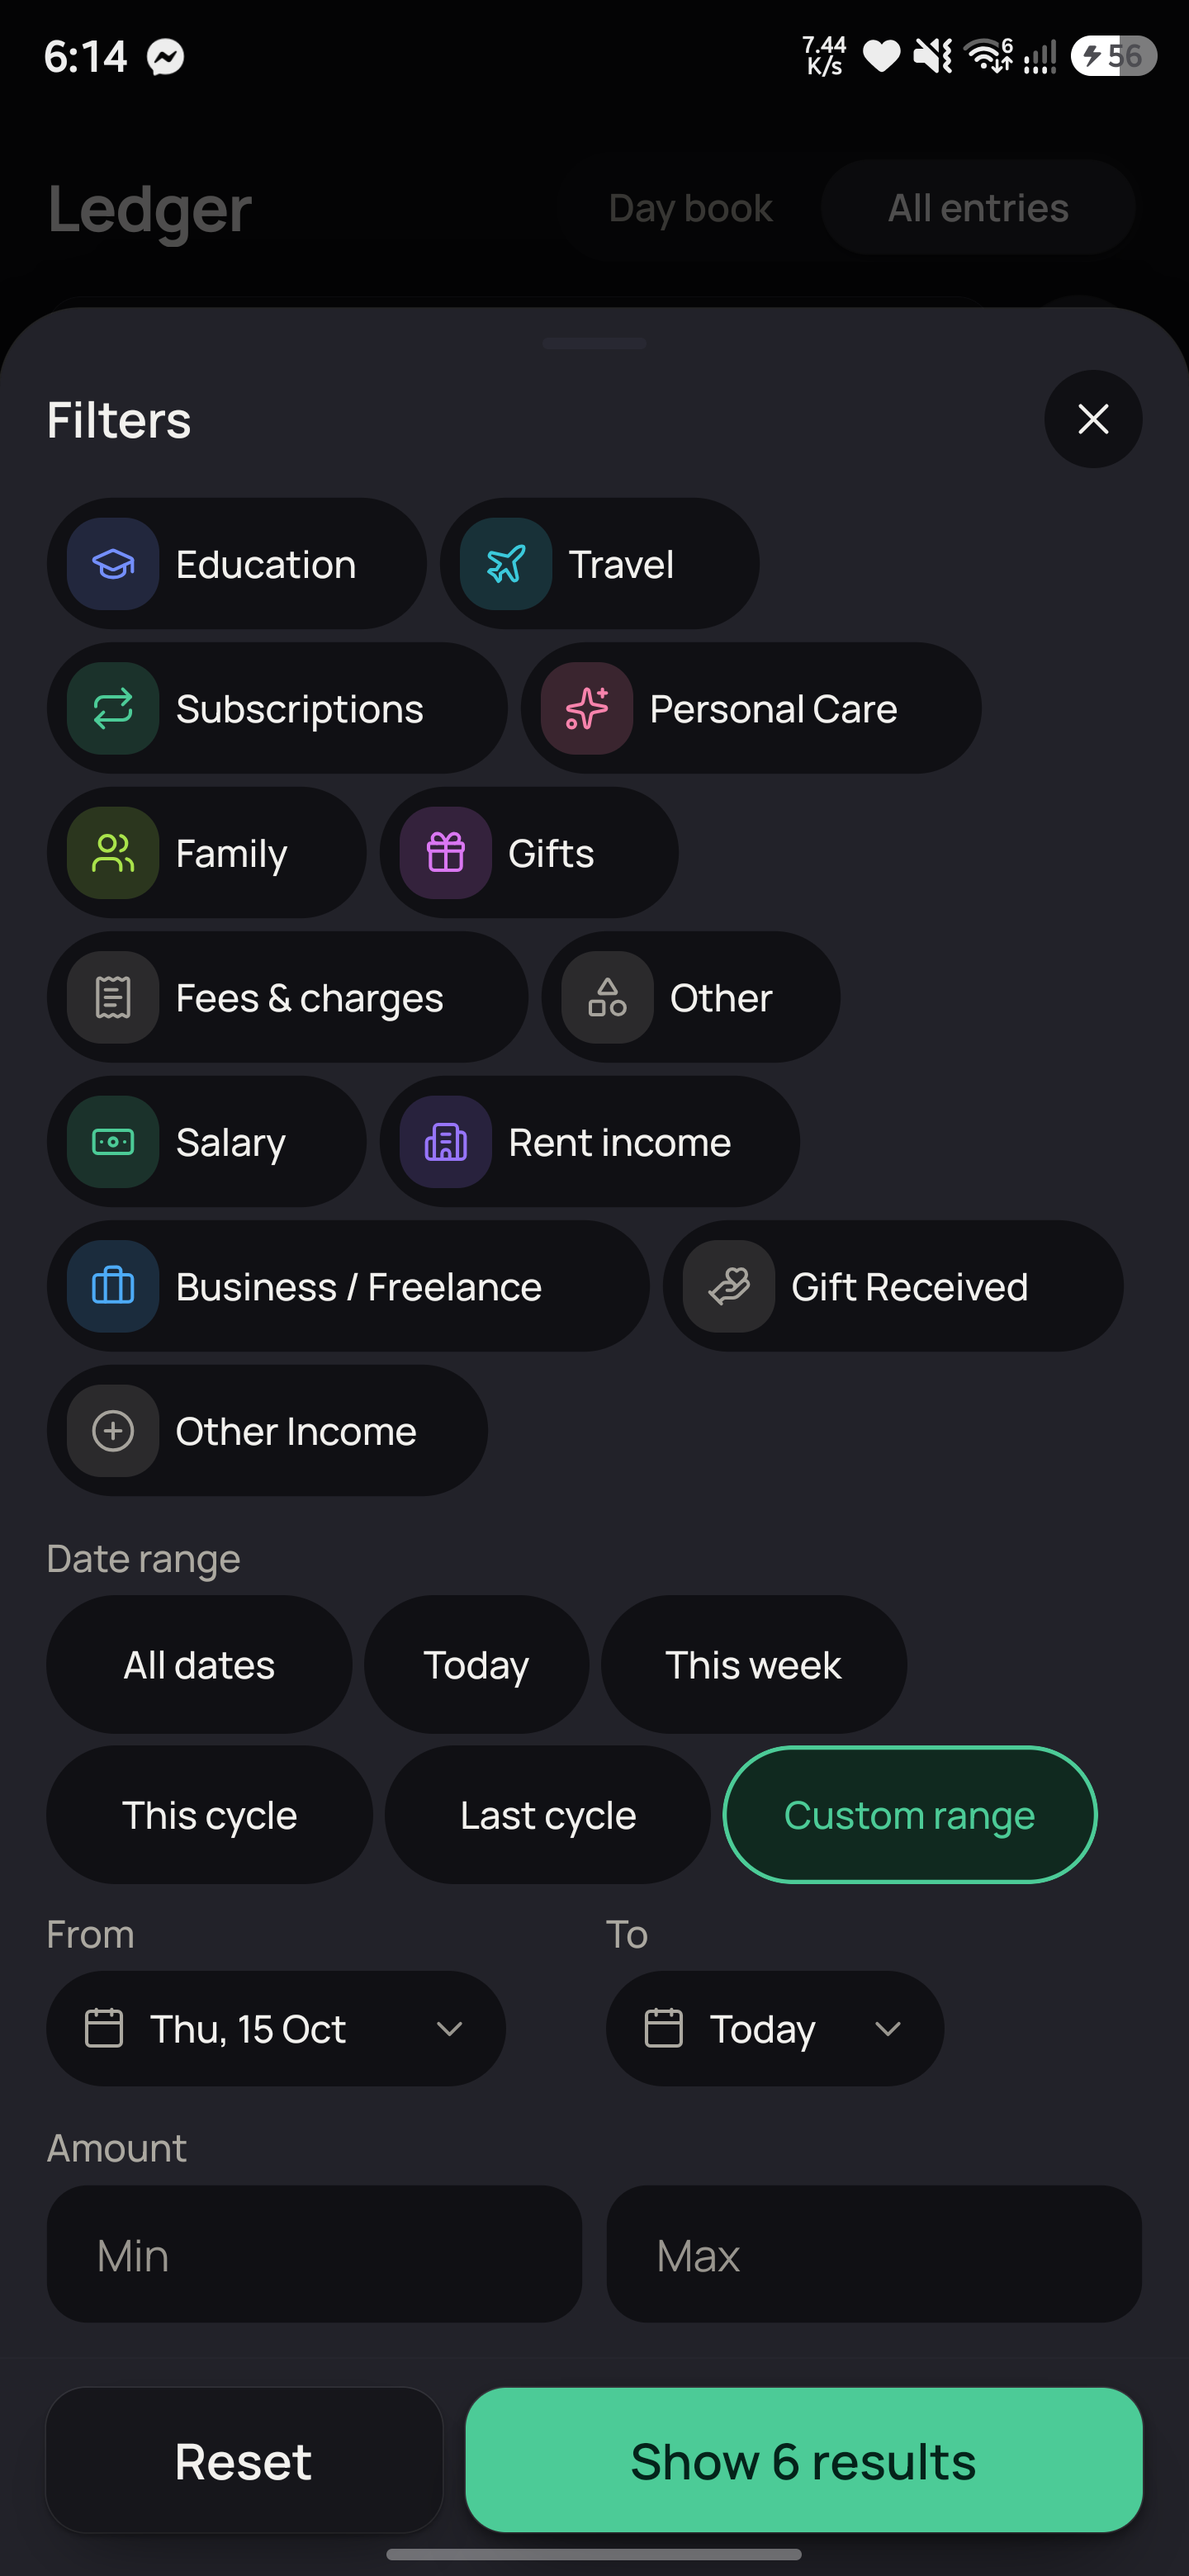 6:14
7.44
K/s
6
56
Ledger
Day book
All entries
Filters
Education
Travel
Subscriptions
Personal Care
Family
Gifts
Fees & charges
Other
Salary
Rent income
Business / Freelance
Gift Received
Other Income
Date range
All dates
Today
This week
This cycle
Last cycle
Custom range
From
To
Thu, 15 Oct
Today
Amount
Min
Max
Reset
Show 6 results